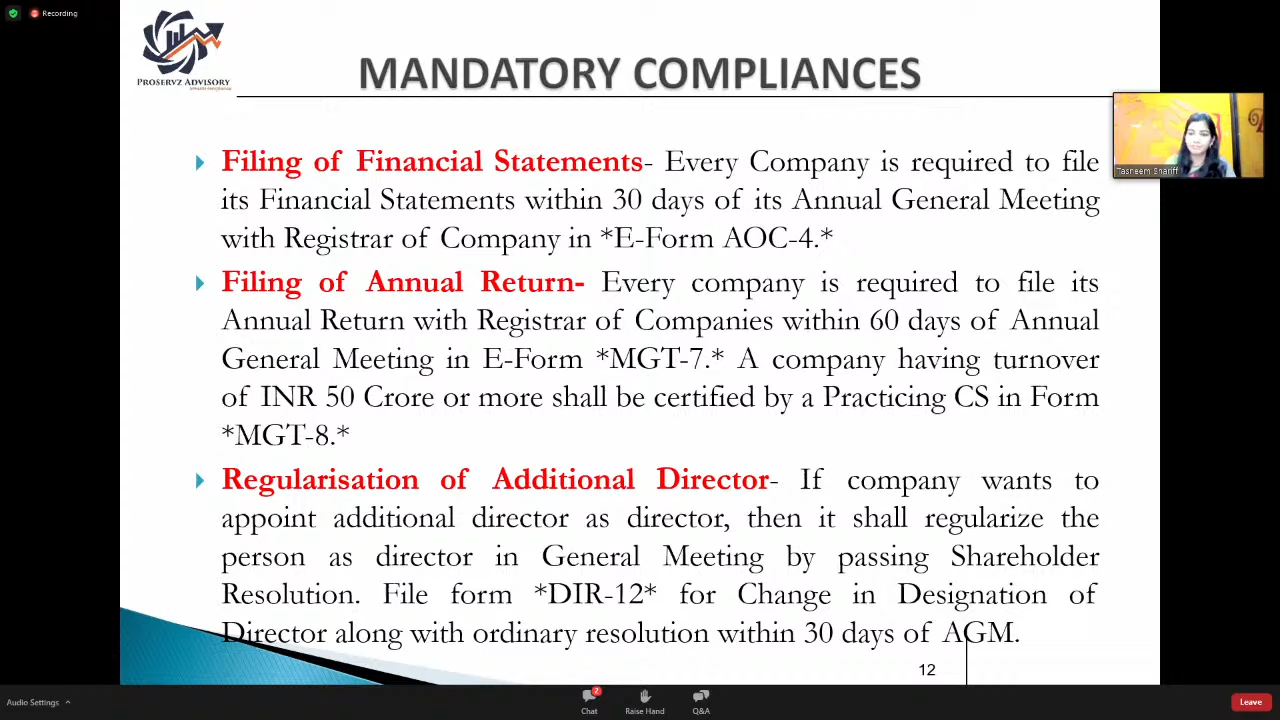 Recording
PROSERVZ ADVISORY
MANDATORY COMPLIANCES
Filing of Financial Statements- Every Company is required to file
its Financial Statements within 30 days of its Annual General Meeting
with Registrar of Company in *E-Form AOC-4.*
Filing of Annual Return- Every company is required to file its
Annual Return with Registrar of Companies within 60 days of Annual
General Meeting in E-Form *MGT-7.* A company having turnover
of INR 50 Crore or more shall be certified by a Practicing CS in Form
*MGT-8.*
Regularisation of Additional Director- If company wants to
appoint additional director as director, then it shall regularize the
person as director in General Meeting by passing Shareholder
Resolution. File form *DIR-12* for Change in Designation of
Director along with ordinary resolution within 30 days of AGM.
12
Tasneem Shariff
Audio Settings
2
Chat
Raise Hand
Q&A
Leave